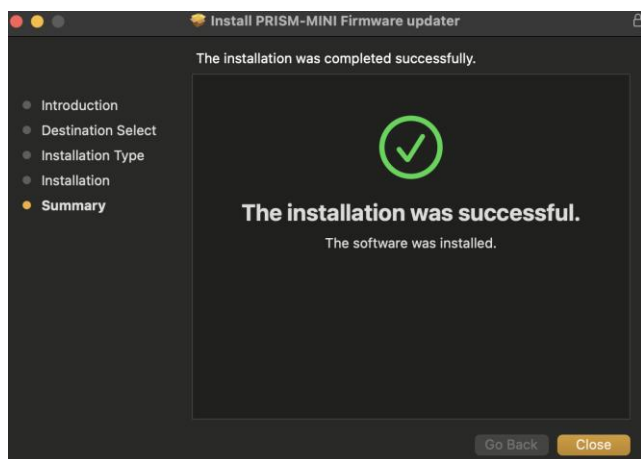 Install PRISM-MINI Firmware updater
The installation was completed successfully.
Introduction
Destination Select
Installation Type
Installation
Summary
The installation was successful.
The software was installed.
Go Back
Close